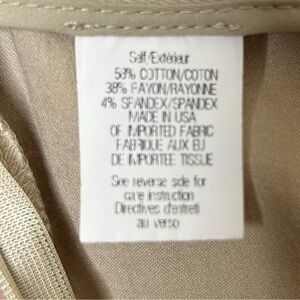 Self/Extérieur
58% COTTON/COTON
38% RAYON/RAYONNE
4% SPANDEX/SPANDEX
MADE IN USA
OF IMPORTED FABRIC
FABRIQUE AUX EU
DE IMPORTEE TISSUE
See reverse side for
care instruction
Directives d'entreti
au verso